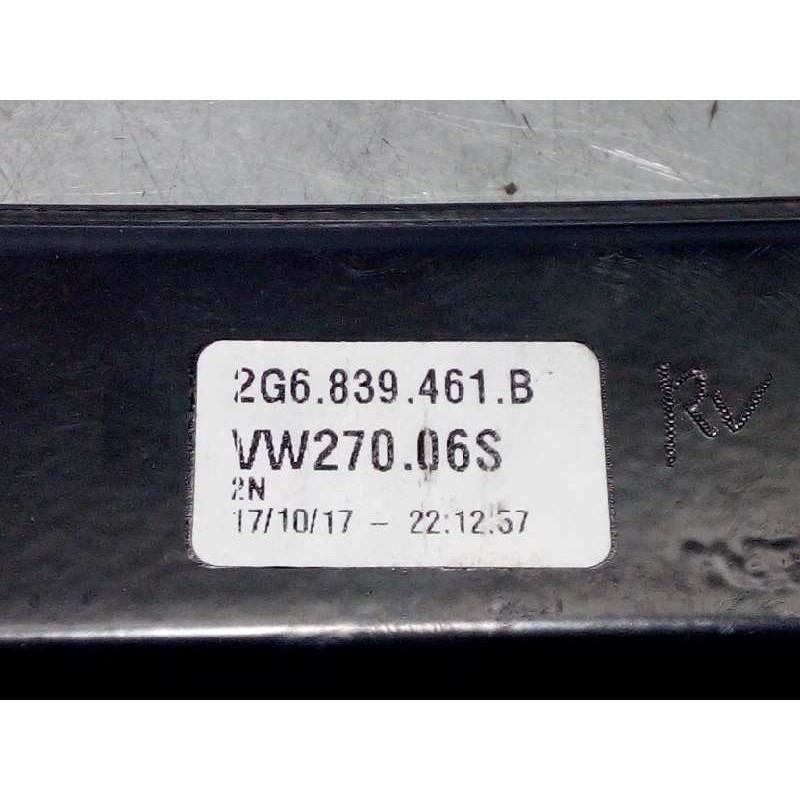 2G6.839.461.B
VW270.06S
2N
17/10/17 - 22:12:57
RV